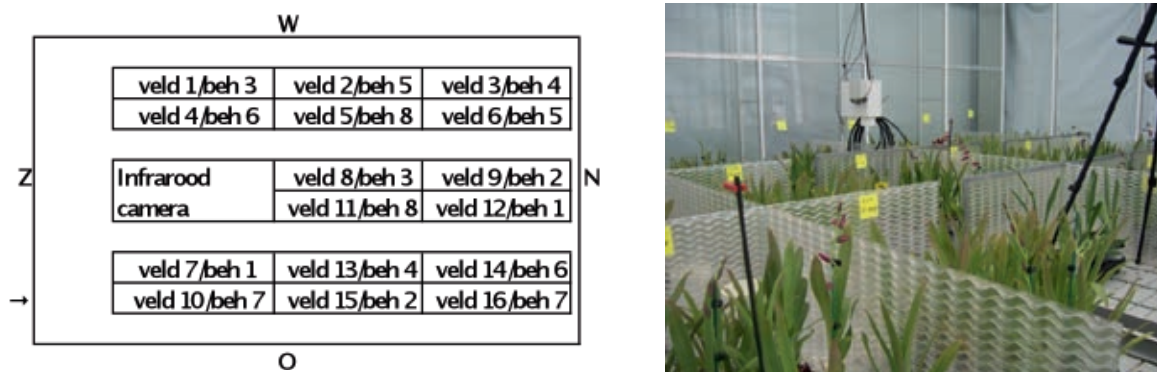 W
veld 1/beh 3 veld 2/beh 5 veld 3/beh 4
veld 4/beh 6 veld 5/beh 8 veld 6/beh 5
Z Infrarood veld 8/beh 3 veld 9/beh 2 N
camera veld 11/beh 8 veld 12/beh 1
veld 7/beh 1 veld 13/beh 4 veld 14/beh 6
→ veld 10/beh 7 veld 15/beh 2 veld 16/beh 7
O